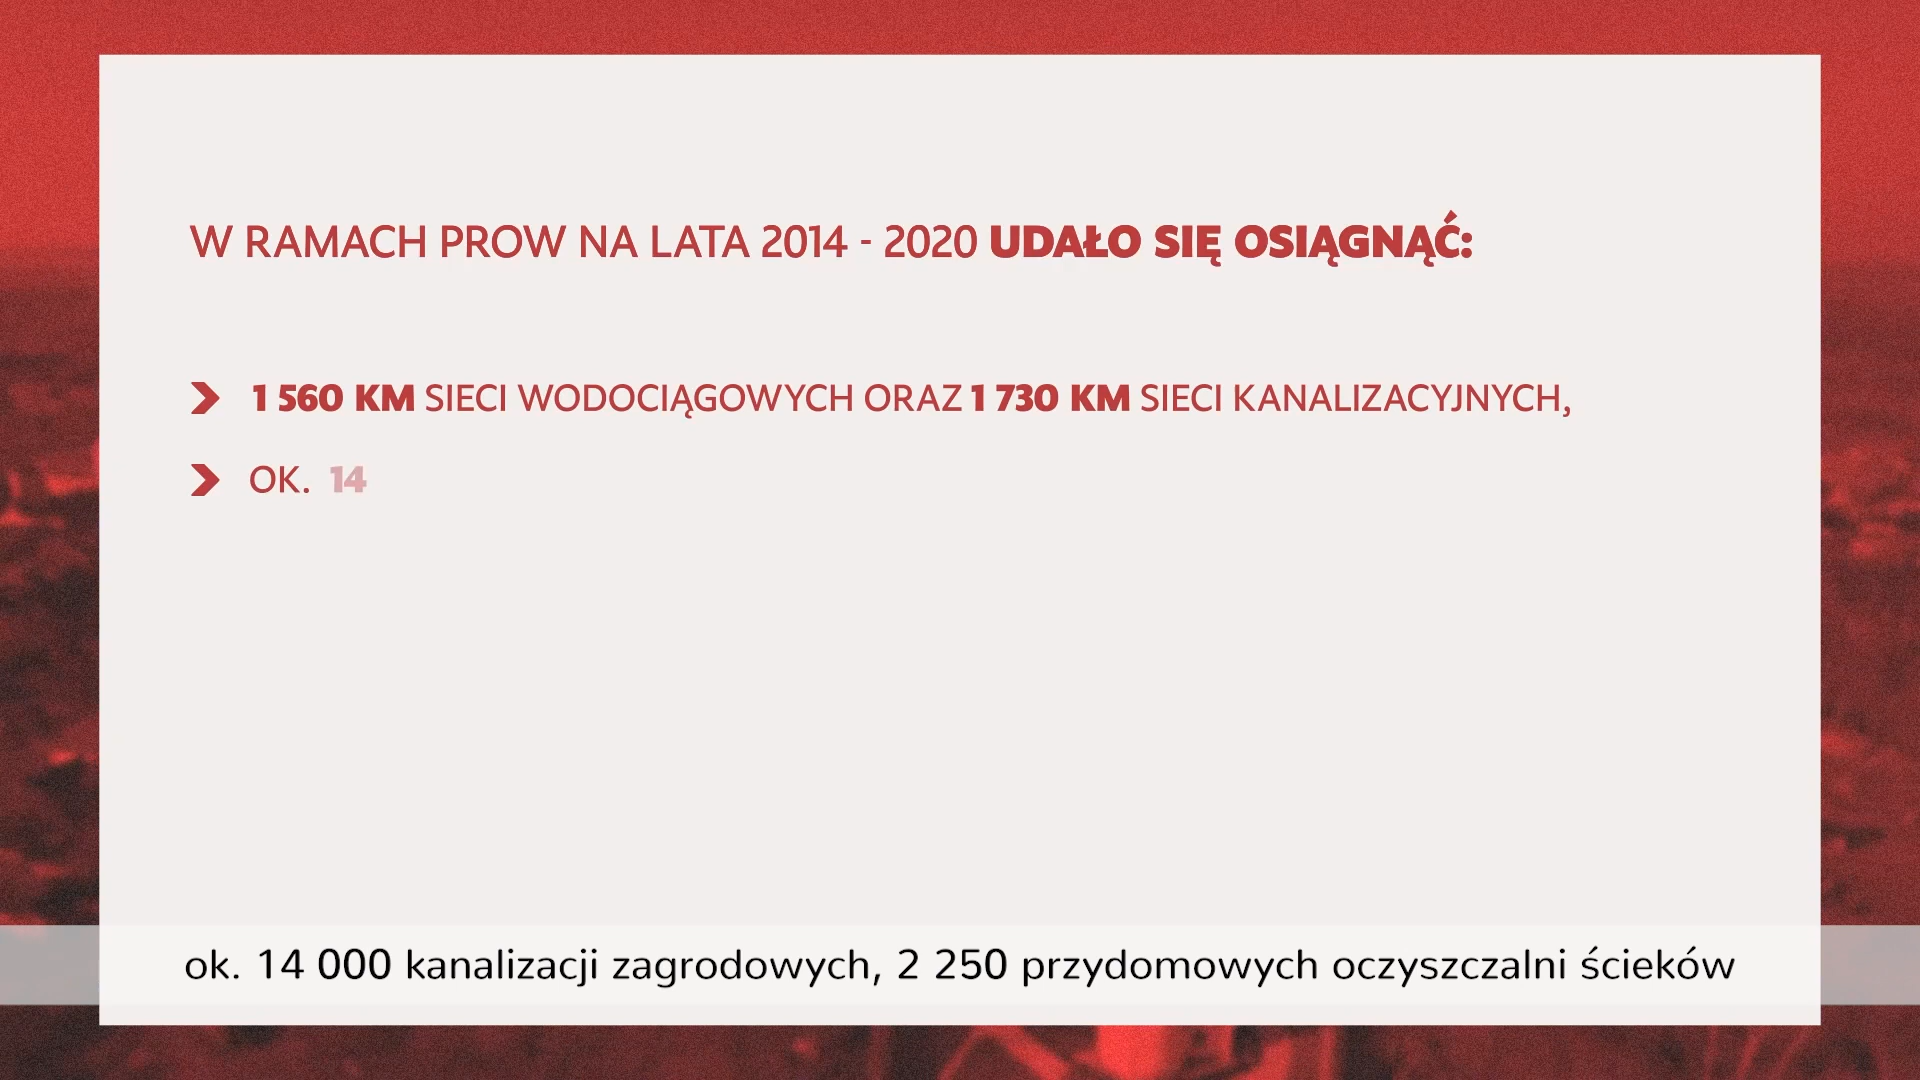 W RAMACH PROW NA LATA 2014 - 2020 UDAŁO SIĘ OSIĄGNĄĆ:
1 560 KM SIECI WODOCIĄGOWYCH ORAZ 1 730 KM SIECI KANALIZACYJNYCH,
OK. 14
ok. 14 000 kanalizacji zagrodowych, 2 250 przydomowych oczyszczalni ścieków